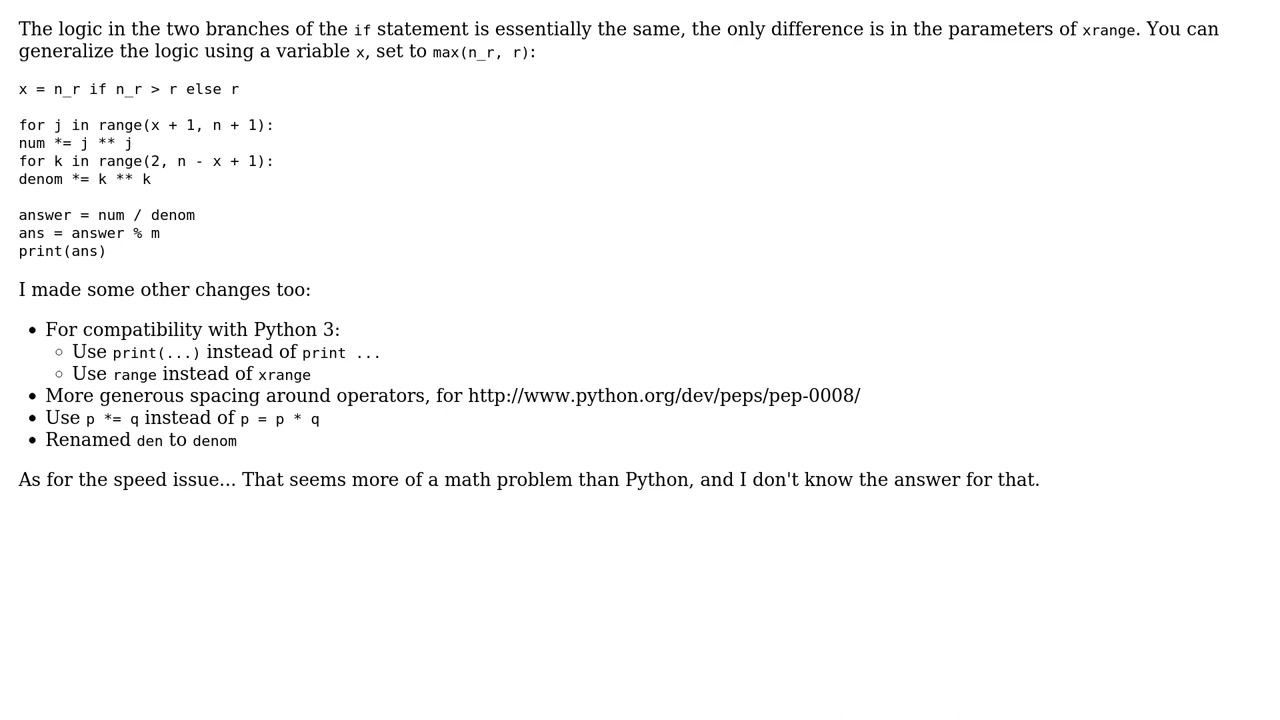 The logic in the two branches of the if statement is essentially the same, the only difference is in the parameters of xrange. You can
generalize the logic using a variable x, set to max(n_r, r):
x = n_r if n_r > r else r
for j in range(x + 1, n + 1):
num *= j ** j
for k in range(2, n - x + 1):
denom *= k ** k
answer = num / denom
ans = answer % m
print(ans)
I made some other changes too:
• For compatibility with Python 3:
◦ Use print(...) instead of print ...
◦ Use range instead of xrange
• More generous spacing around operators, for http://www.python.org/dev/peps/pep-0008/
• Use p *= q instead of p = p * q
• Renamed den to denom
As for the speed issue... That seems more of a math problem than Python, and I don't know the answer for that.